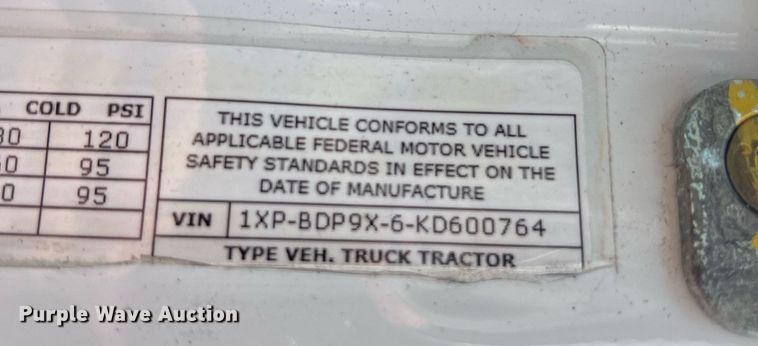 COLD PSI
THIS VEHICLE CONFORMS TO ALL
APPLICABLE FEDERAL MOTOR VEHICLE
SAFETY STANDARDS IN EFFECT ON THE
DATE OF MANUFACTURE
120
95
95
VIN 1XP-BDP9X-6-KD600764
TYPE VEH. TRUCK TRACTOR
Purple Wave Auction